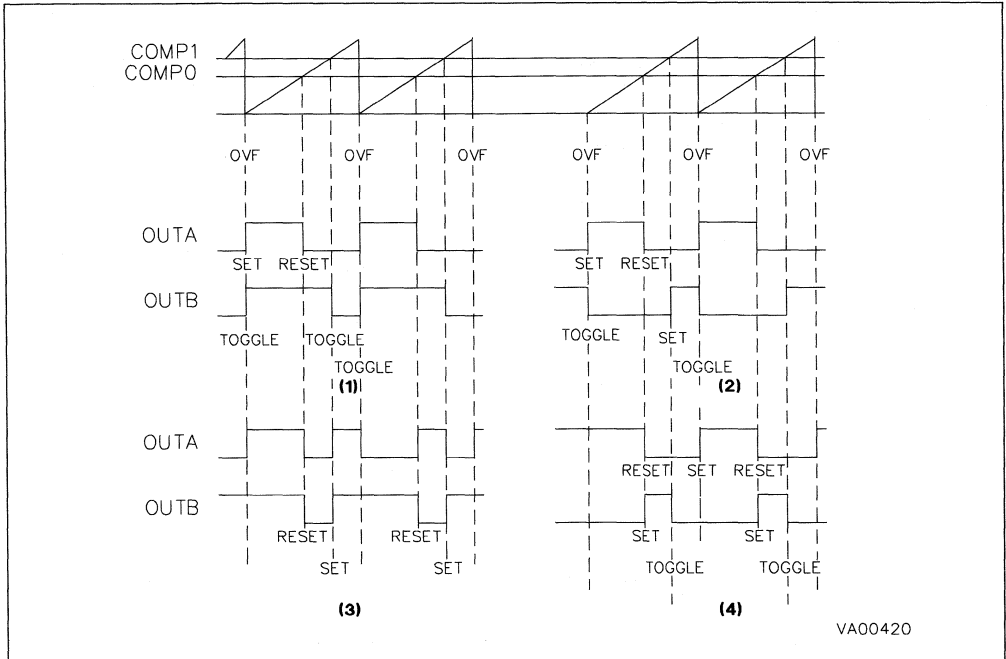 COMP1
COMP0
OVF OVF OVF OVF OVF OVF
OUTA
SET RESET SET RESET
OUTB
TOGGLE TOGGLE TOGGLE SET
TOGGLE TOGGLE
(1) (2)
OUTA
RESET SET RESET
OUTB
RESET RESET SET SET
SET SET TOGGLE TOGGLE
(3) (4)
VA00420